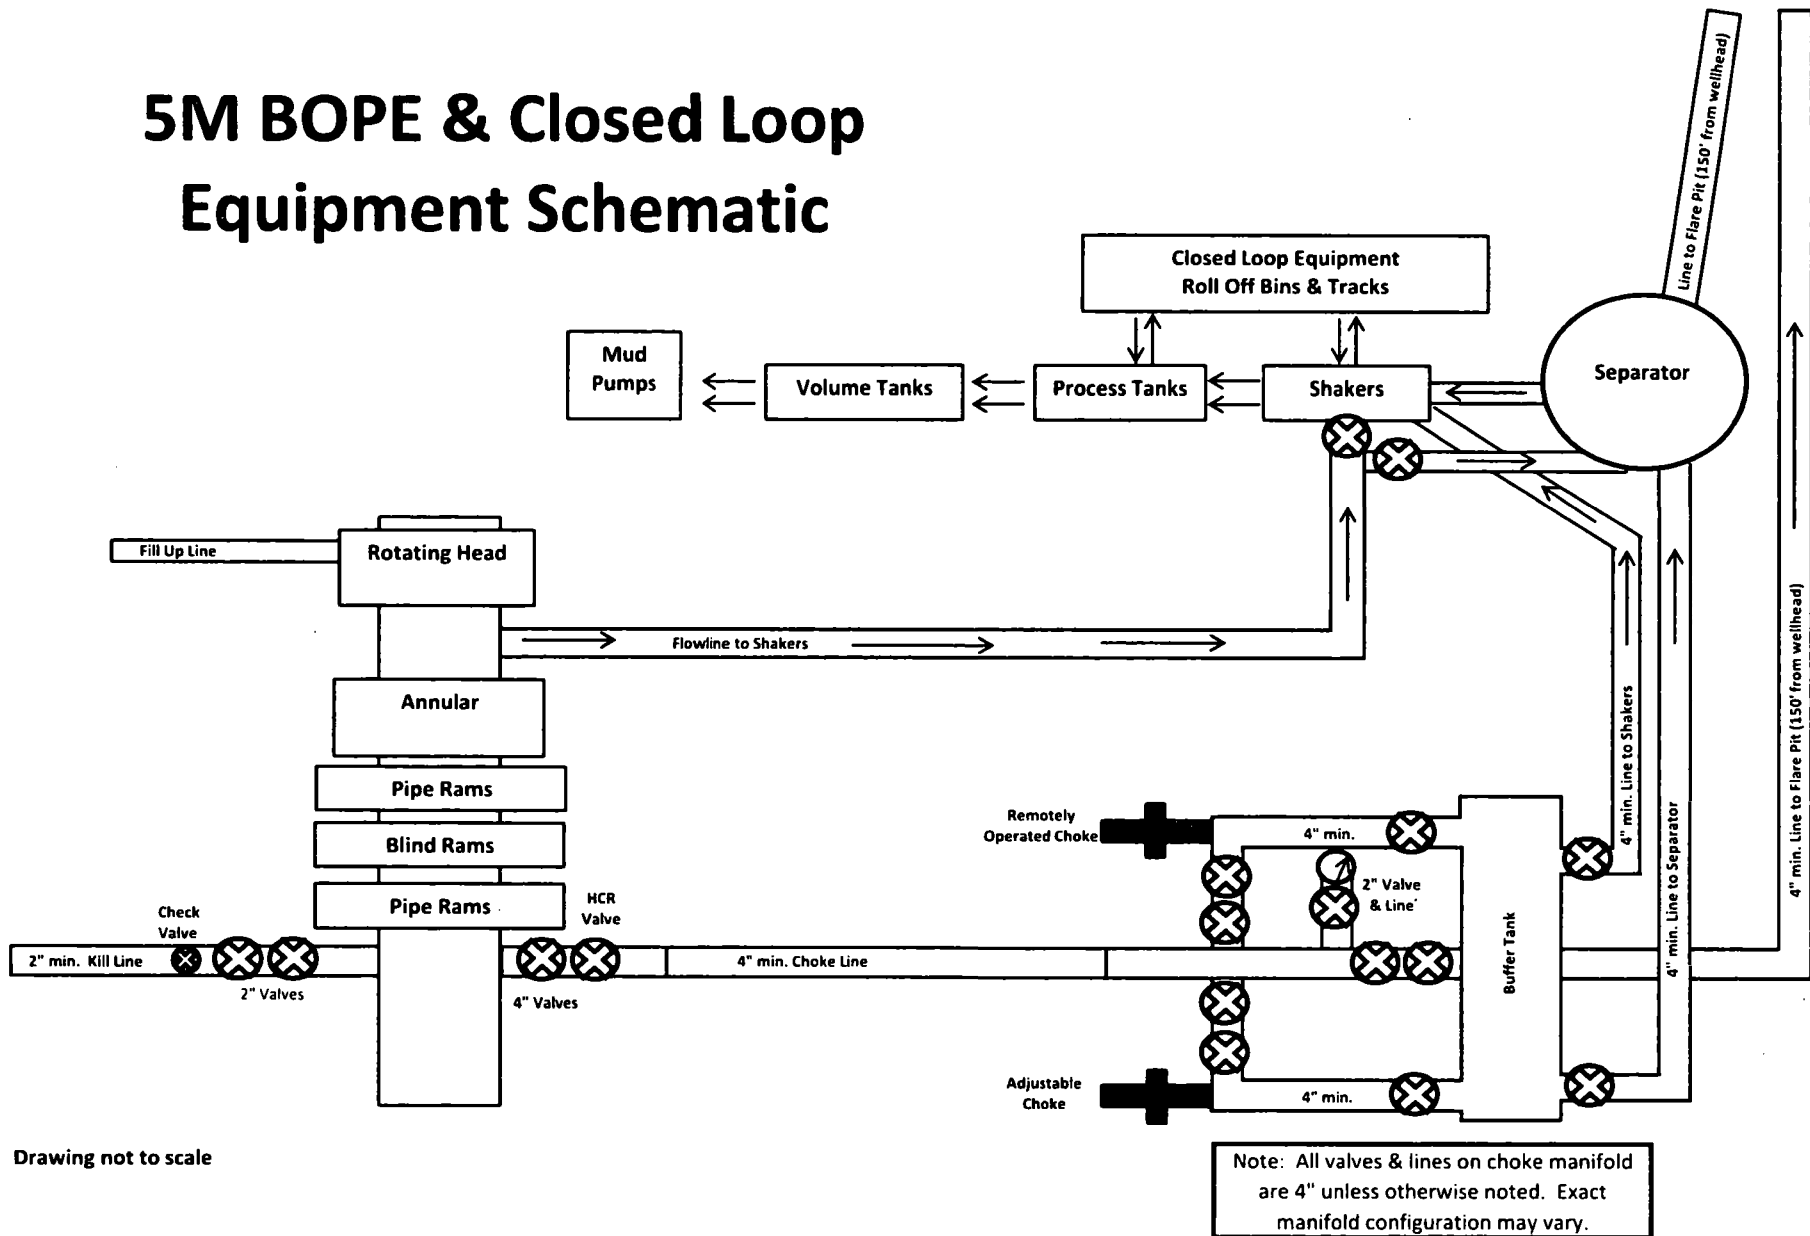 5M BOPE & Closed Loop
Equipment Schematic
Line to Flare Pit (150' from wellhead)
Closed Loop Equipment
Roll Off Bins & Tracks
Mud
Pumps
Volume Tanks
Process Tanks
Shakers
Separator
Fill Up Line
Rotating Head
Flowline to Shakers
Annular
Pipe Rams
Blind Rams
Pipe Rams
Check
Valve
HCR
Valve
2" min. Kill Line
2" Valves
4" Valves
4" min. Choke Line
Remotely
Operated Choke
4" min.
2" Valve
& Line
Adjustable
Choke
4" min.
Buffer Tank
4" min. Line to Shakers
4" min. Line to Separator
4" min. Line to Flare Pit (150' from wellhead)
Drawing not to scale
Note: All valves & lines on choke manifold
are 4" unless otherwise noted. Exact
manifold configuration may vary.